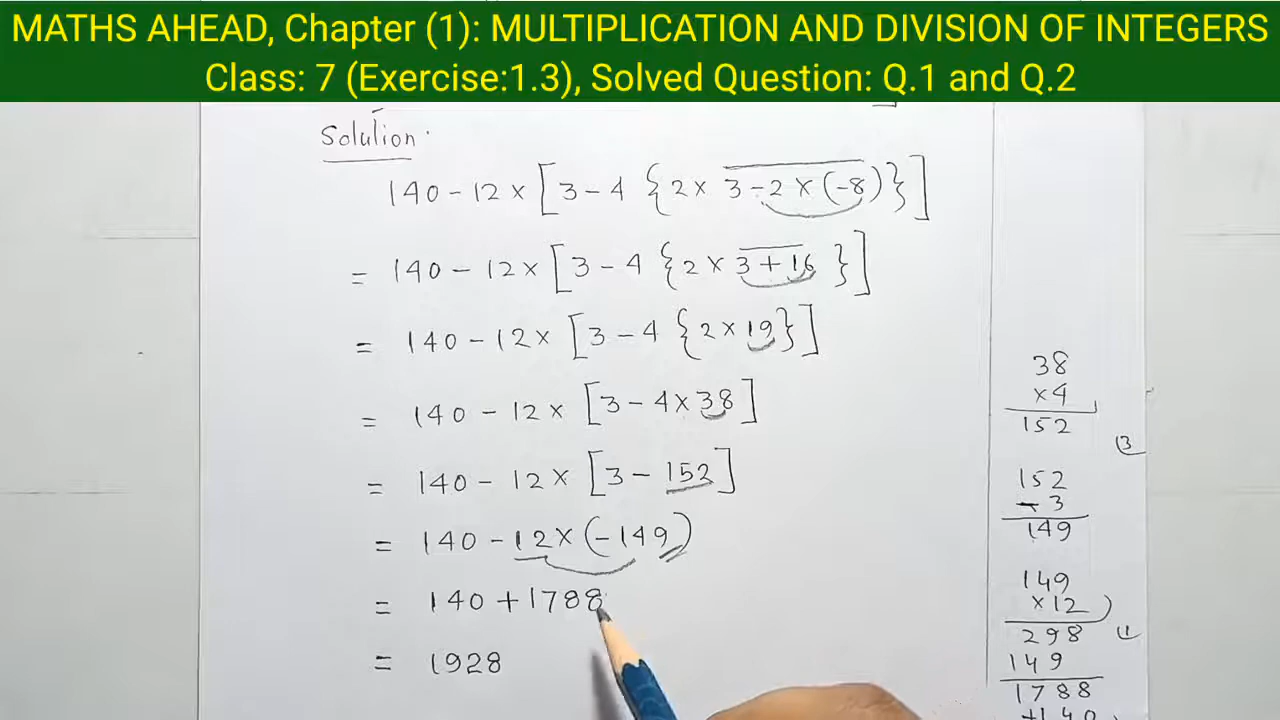 MATHS AHEAD, Chapter (1): MULTIPLICATION AND DIVISION OF INTEGERS
Class: 7 (Exercise:1.3), Solved Question: Q.1 and Q.2
Solution.
140 - 12 × [3 - 4 {2 × 3 - 2 × (-8)}]
= 140 - 12 × [3 - 4 {2 × 3 + 16 }]
= 140 - 12 × [3 - 4 {2 × 19}]
= 140 - 12 × [3 - 4 × 38]
= 140 - 12 × [3 - 152]
= 140 - 12 × (-149)
= 140 + 1788
= 1928
38
×4
152
(3
152
- 3
149
149
×12)
298
149
1788
+140